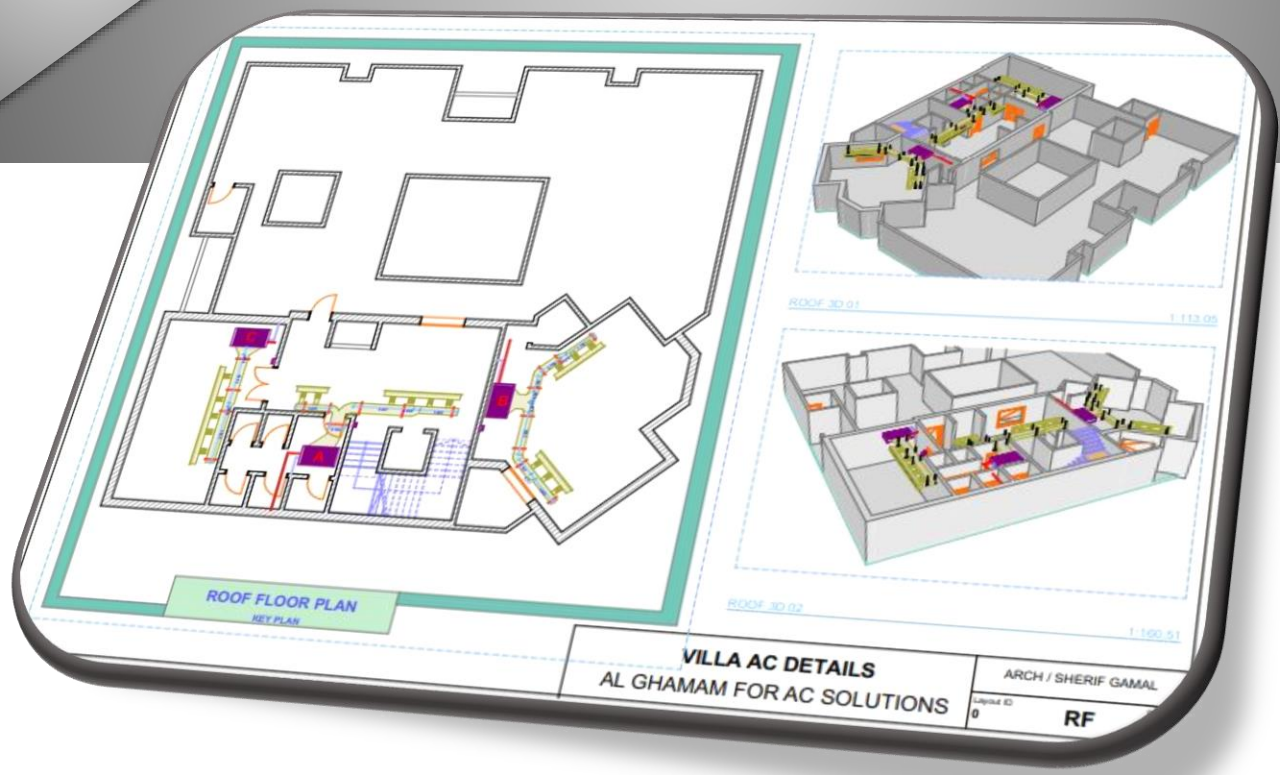 C
B
A
ROOF FLOOR PLAN
KEY PLAN
ROOF 3D 01
1:113.05
ROOF 3D 02
1:160.51
VILLA AC DETAILS
AL GHAMAM FOR AC SOLUTIONS
ARCH / SHERIF GAMAL
Layout ID
0
RF